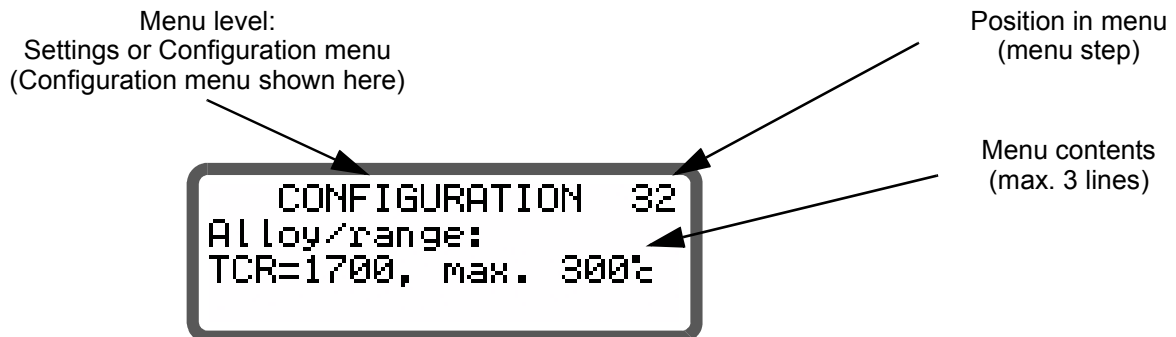 Menu level:
Settings or Configuration menu
(Configuration menu shown here)
Position in menu
(menu step)
Menu contents
(max. 3 lines)
CONFIGURATION 32
Alloy/range:
TCR=1700, max. 300°C